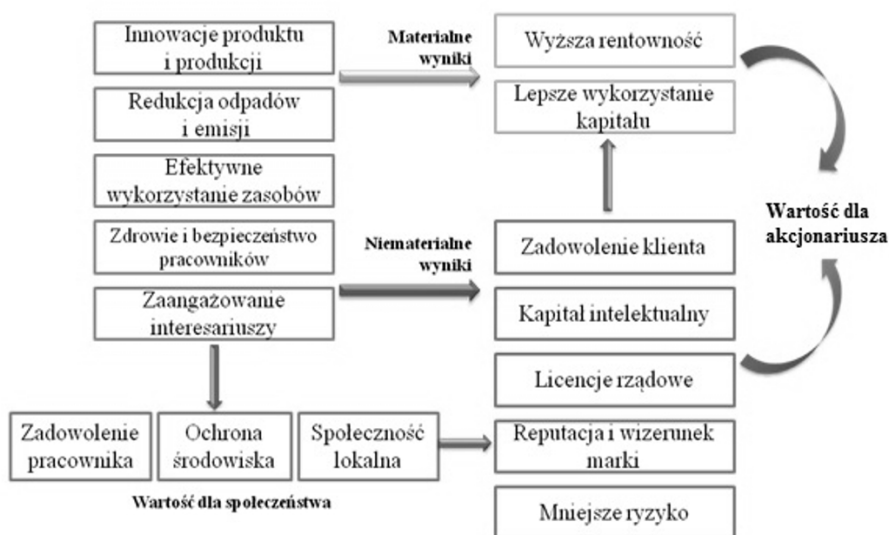 Innowacje produktu
i produkcji
Redukcja odpadów
i emisji
Efektywne
wykorzystanie zasobów
Zdrowie i bezpieczeństwo
pracowników
Zaangażowanie
interesariuszy
Materialne
wyniki
Niematerialne
wyniki
Wyższa rentowność
Lepsze wykorzystanie
kapitału
Zadowolenie klienta
Kapitał intelektualny
Licencje rządowe
Reputacja i wizerunek
marki
Mniejsze ryzyko
Wartość dla
akcjonariusza
Zadowolenie
pracownika
Ochrona
środowiska
Społeczność
lokalna
Wartość dla społeczeństwa